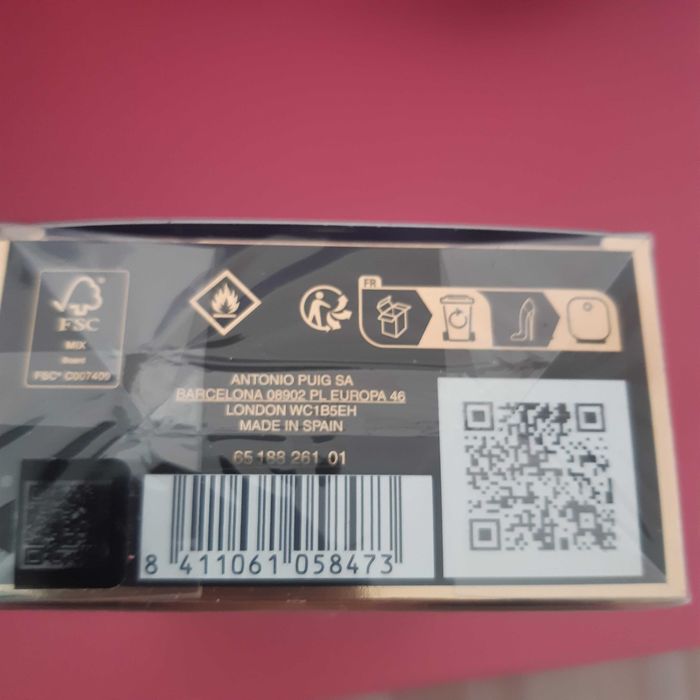 FSC
MIX
Board
FSC® C007409
FR
ANTONIO PUIG SA
BARCELONA 08902 PL.EUROPA 46
LONDON WC1B5EH
MADE IN SPAIN
65 188 261 01
8 411061 058473